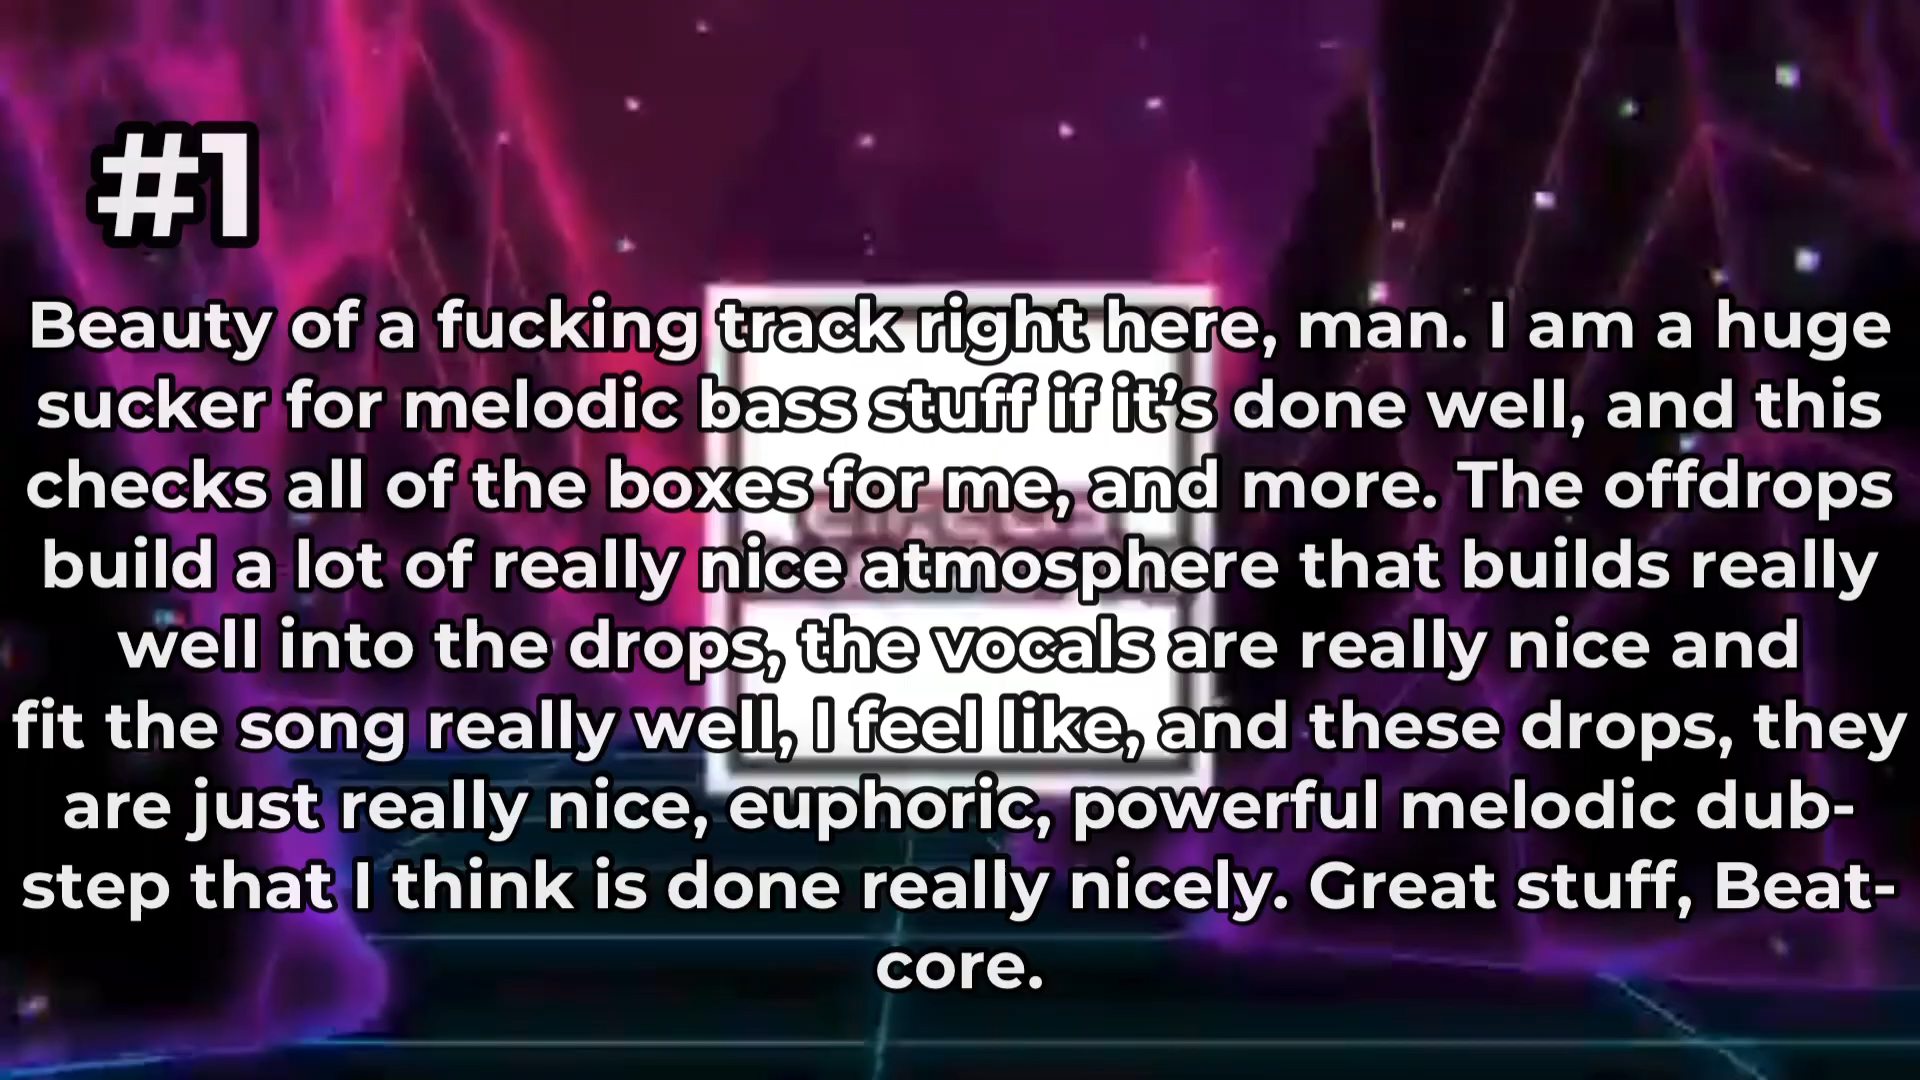 #1
Beauty of a fucking track right here, man. I am a huge
sucker for melodic bass stuff if it’s done well, and this
checks all of the boxes for me, and more. The offdrops
build a lot of really nice atmosphere that builds really
well into the drops, the vocals are really nice and
fit the song really well, I feel like, and these drops, they
are just really nice, euphoric, powerful melodic dub-
step that I think is done really nicely. Great stuff, Beat-
core.